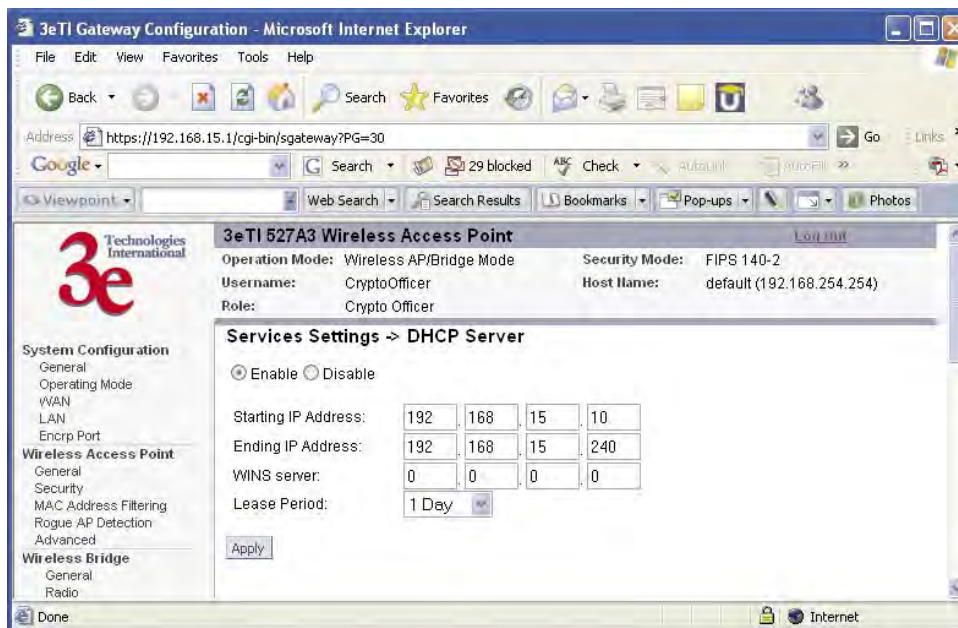 3eTI Gateway Configuration - Microsoft Internet Explorer
File Edit View Favorites Tools Help
Back Search Favorites
Address https://192.168.15.1/cgi-bin/sgateway?PG=30 Go Links
Google Search 29 blocked Check AutoLink AutoFill
Viewpoint Web Search Search Results Bookmarks Pop-ups Photos
3e Technologies International
3eTI 527A3 Wireless Access Point Log out
Operation Mode: Wireless AP/Bridge Mode Security Mode: FIPS 140-2
Username: CryptoOfficer Host Name: default (192.168.254.254)
Role: Crypto Officer
System Configuration
General
Operating Mode
WAN
LAN
Encrp Port
Wireless Access Point
General
Security
MAC Address Filtering
Rogue AP Detection
Advanced
Wireless Bridge
General
Radio
Services Settings -> DHCP Server
Enable Disable
Starting IP Address: 192 . 168 . 15 . 10
Ending IP Address: 192 . 168 . 15 . 240
WINS server: 0 . 0 . 0 . 0
Lease Period: 1 Day
Apply
Done Internet